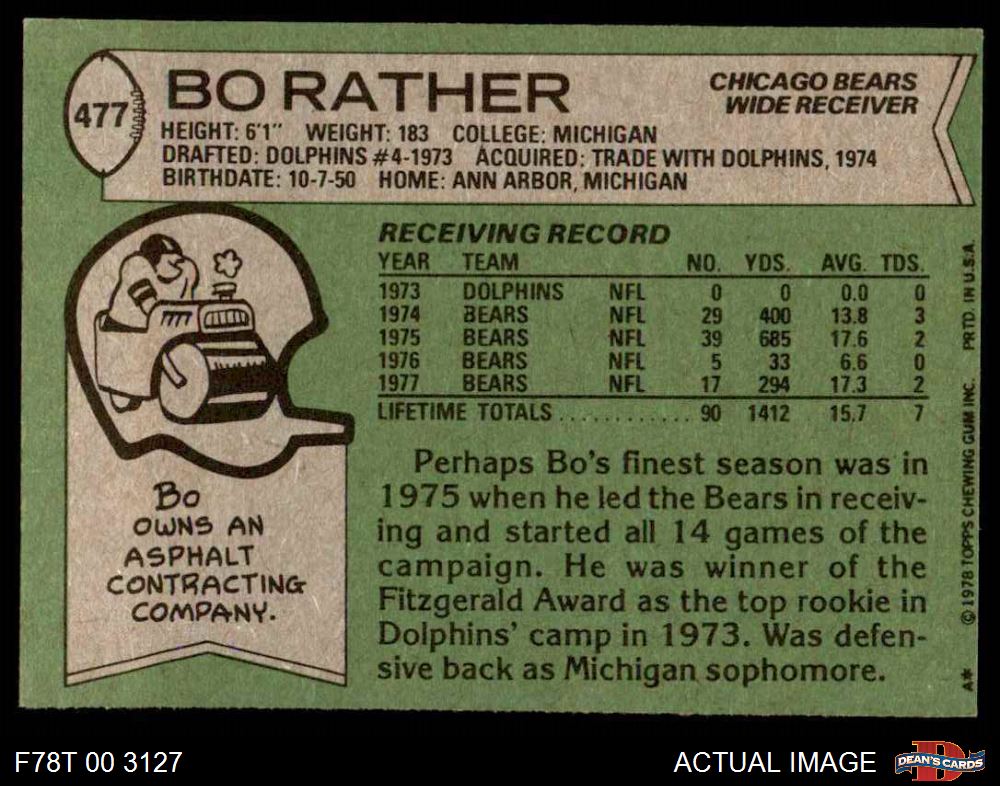 477
BO RATHER
CHICAGO BEARS
WIDE RECEIVER
HEIGHT: 6'1" WEIGHT: 183 COLLEGE: MICHIGAN
DRAFTED: DOLPHINS #4-1973 ACQUIRED: TRADE WITH DOLPHINS, 1974
BIRTHDATE: 10-7-50 HOME: ANN ARBOR, MICHIGAN
RECEIVING RECORD
YEAR TEAM NO. YDS. AVG. TDS.
1973 DOLPHINS NFL 0 0 0.0 0
1974 BEARS NFL 29 400 13.8 3
1975 BEARS NFL 39 685 17.6 2
1976 BEARS NFL 5 33 6.6 0
1977 BEARS NFL 17 294 17.3 2
LIFETIME TOTALS ............ 90 1412 15.7 7
Perhaps Bo's finest season was in
1975 when he led the Bears in receiv-
ing and started all 14 games of the
campaign. He was winner of the
Fitzgerald Award as the top rookie in
Dolphins' camp in 1973. Was defen-
sive back as Michigan sophomore.
Bo
OWNS AN
ASPHALT
CONTRACTING
COMPANY.
A* © 1978 TOPPS CHEWING GUM INC. PRTD. IN U.S.A.
F78T 00 3127
ACTUAL IMAGE
DEAN'S CARDS